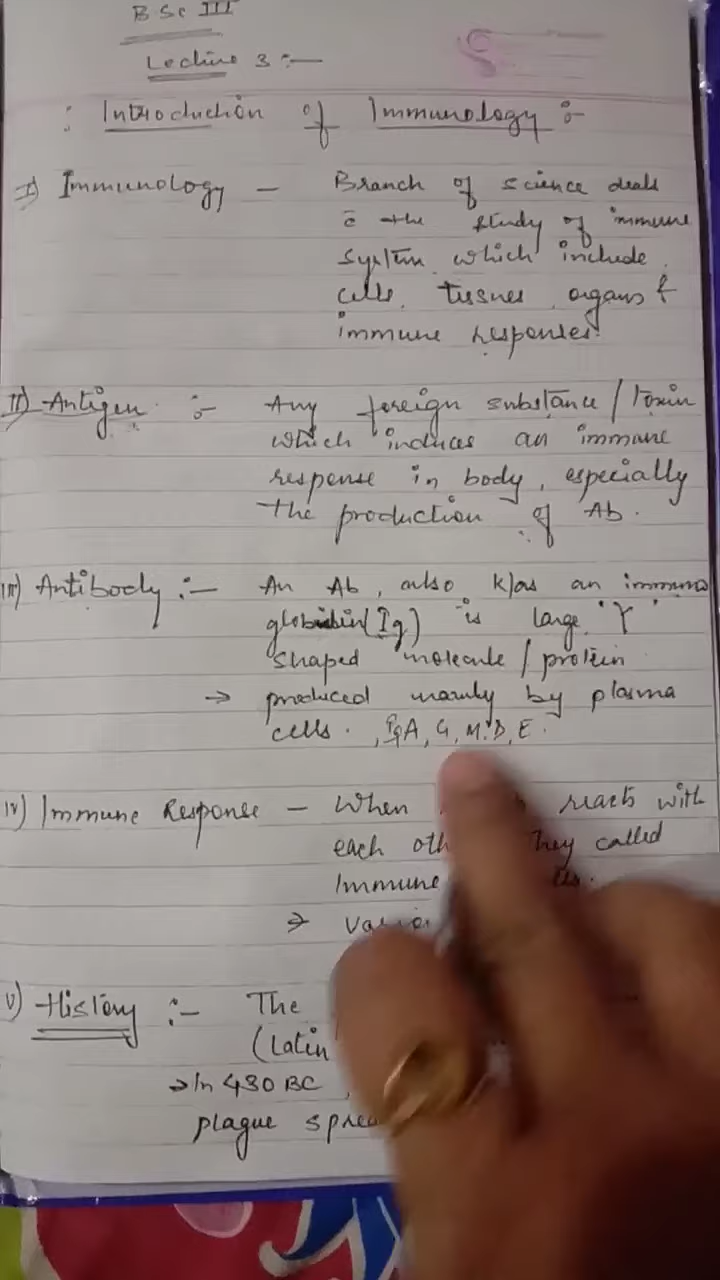 BSc III
Lecture 3 :—
: Introduction of Immunology :-
I) Immunology — Branch of science deals
c̄ the study of immune
system which include
cells, tissues, organs &
immune responses.
II) Antigen :- Any foreign substance / toxin
which induces an immune
response in body, especially
the production of Ab.
III) Antibody :— An Ab, also k/as an immuno
globulin (Ig) is large 'Y'
shaped molecule / protein
→ produced mainly by plasma
cells. , IgA, G, M, D, E.
IV) Immune Response — When reacts with
each They called
Immune
→
V) History :— The
(Latin
→ In 430 BC
plague